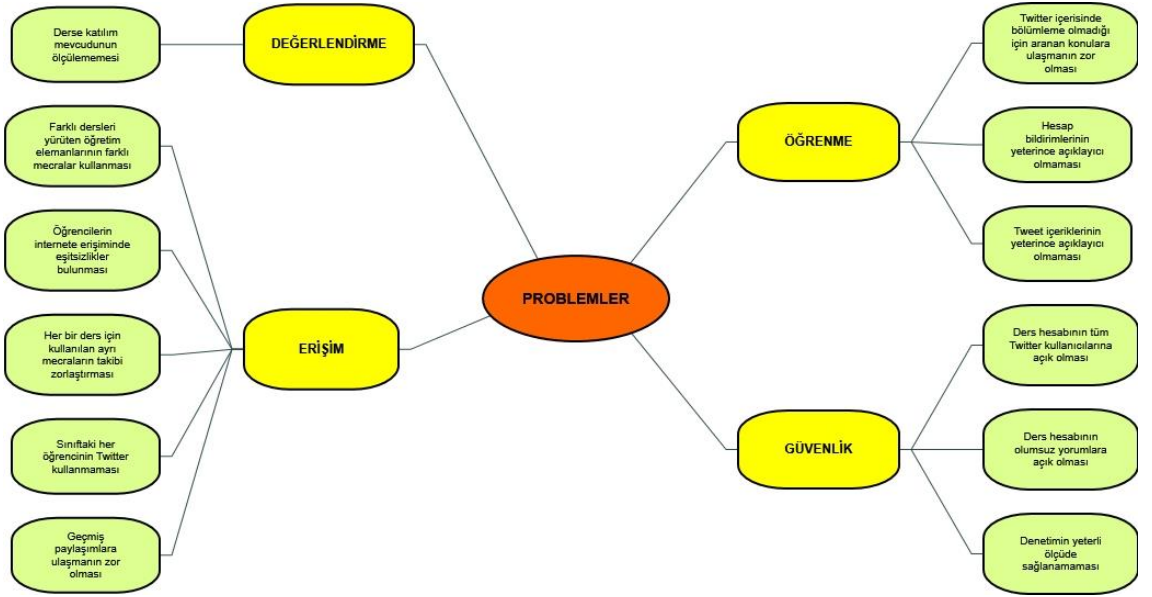 PROBLEMLER
DEĞERLENDİRME
Derse katılım
mevcudunun
ölçülememesi
ERİŞİM
Farklı dersleri
yürüten öğretim
elemanlarının farklı
mecralar kullanması
Öğrencilerin
internete erişiminde
eşitsizlikler
bulunması
Her bir ders için
kullanılan ayrı
mecraların takibi
zorlaştırması
Sınıftaki her
öğrencinin Twitter
kullanmaması
Geçmiş
paylaşımlara
ulaşmanın zor
olması
ÖĞRENME
Twitter içerisinde
bölümleme olmadığı
için aranan konulara
ulaşmanın zor
olması
Hesap
bildirimlerinin
yeterince açıklayıcı
olmaması
Tweet içeriklerinin
yeterince açıklayıcı
olmaması
GÜVENLİK
Ders hesabının tüm
Twitter kullanıcılarına
açık olması
Ders hesabının
olumsuz yorumlara
açık olması
Denetimin yeterli
ölçüde
sağlanamaması